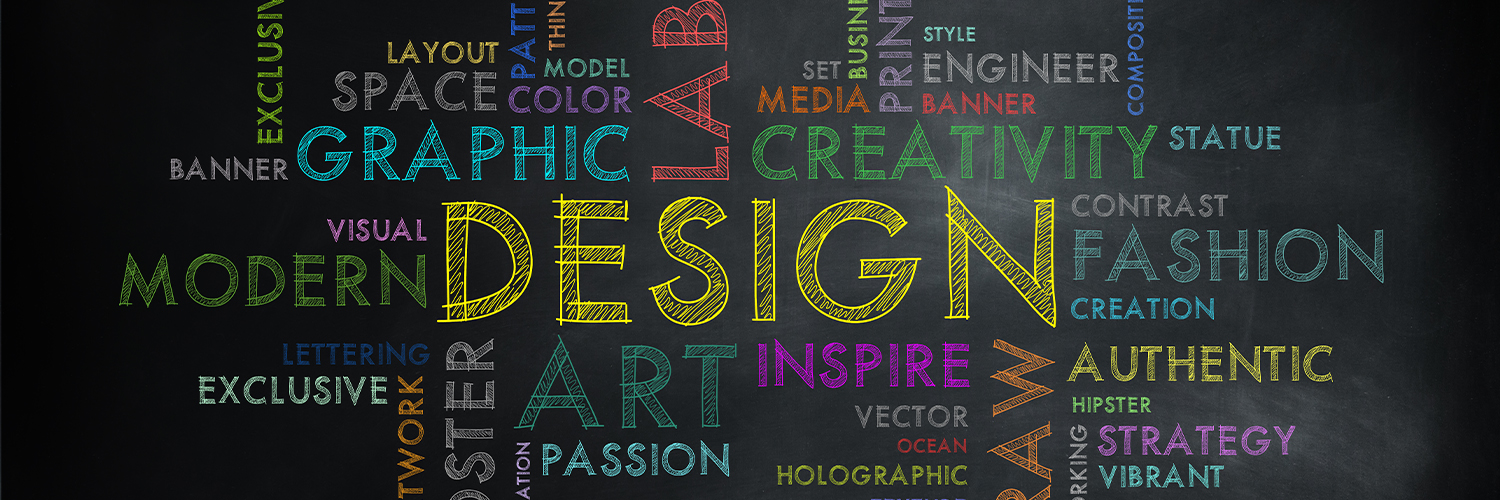 EXCLUSIV
LAYOUT
PATT
THIN
SPACE
MODEL
COLOR
LAB
BUSIN
PRINT
STYLE
SET
ENGINEER
COMPOSITI
MEDIA
BANNER
BANNER
GRAPHIC
CREATIVITY
STATUE
VISUAL
MODERN
DESIGN
CONTRAST
FASHION
CREATION
LETTERING
EXCLUSIVE
TWORK
OSTER
ART
ATION
PASSION
INSPIRE
VECTOR
OCEAN
HOLOGRAPHIC
RAW
AUTHENTIC
HIPSTER
ORKING
STRATEGY
VIBRANT